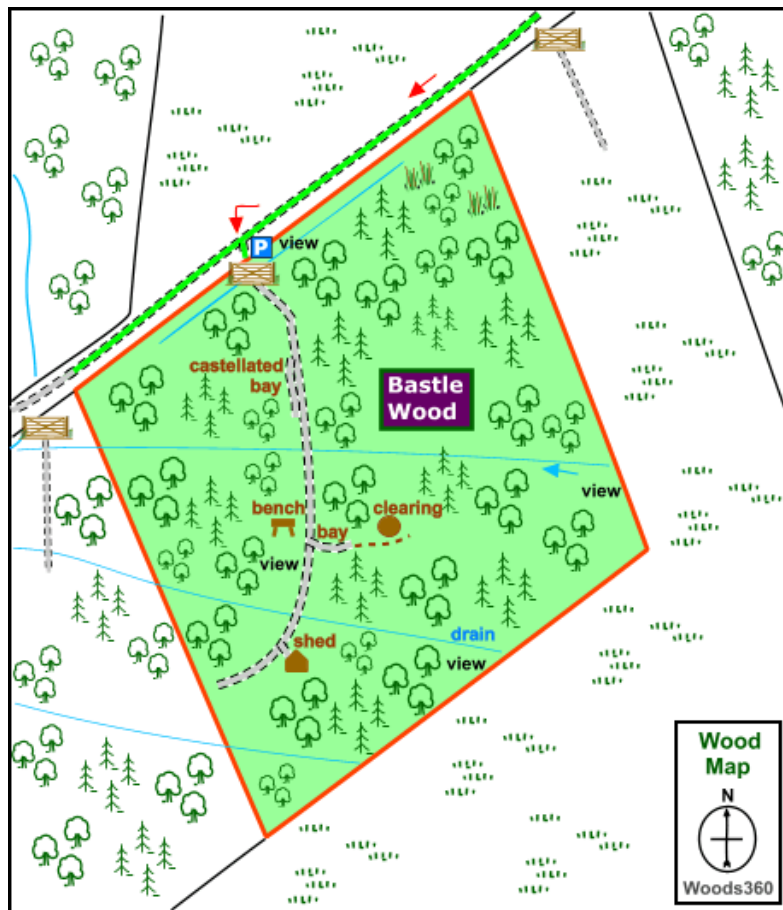 P
view
castellated
bay
Bastle
Wood
view
bench
clearing
bay
view
drain
shed
view
Wood
Map
N
Woods360